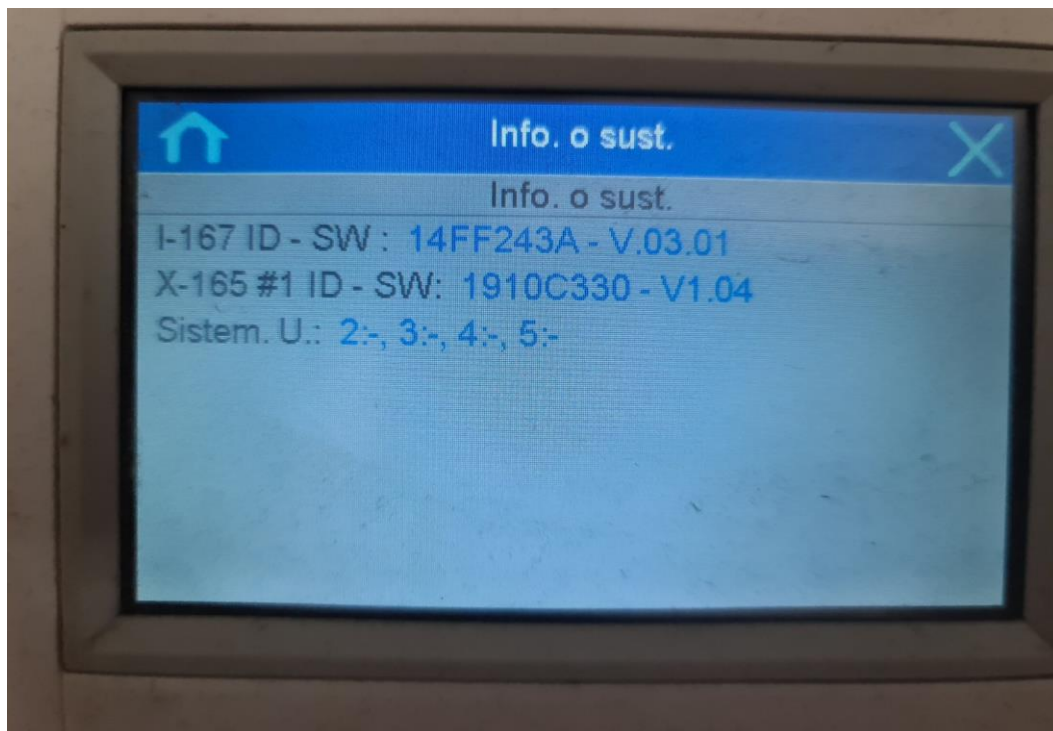 Info. o sust.
Info. o sust.
I-167 ID - SW : 14FF243A - V.03.01
X-165 #1 ID - SW: 1910C330 - V1.04
Sistem. U.: 2:-, 3:-, 4:-, 5:-